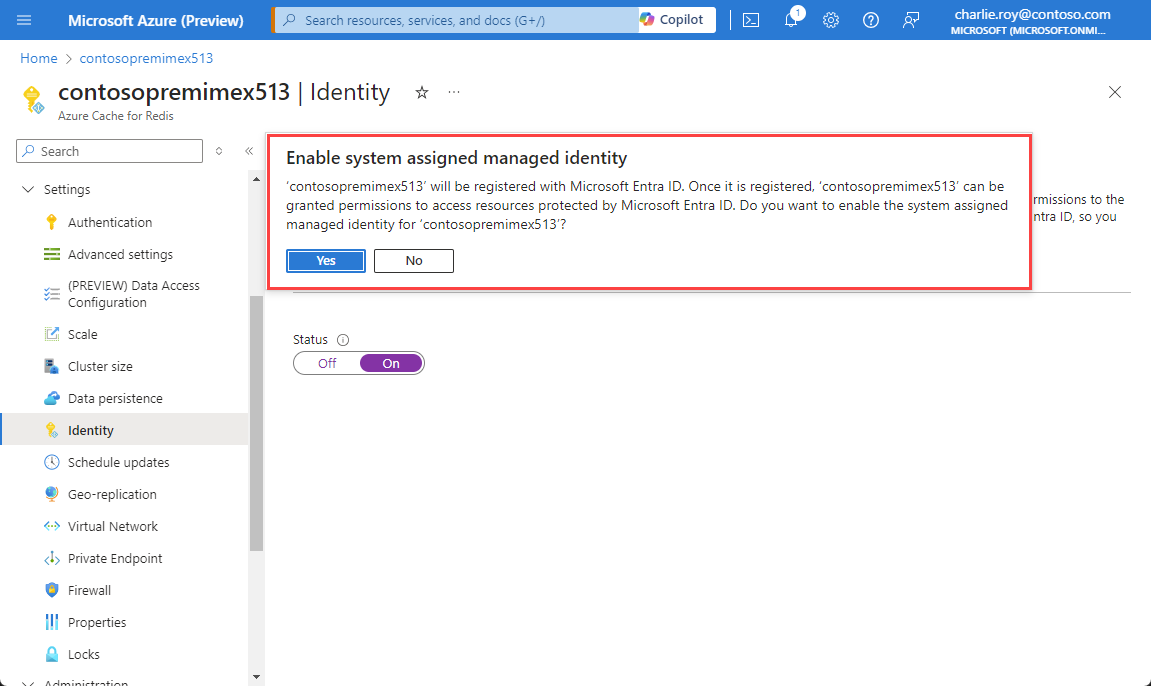 Microsoft Azure (Preview)
Search resources, services, and docs (G+/)
Copilot
1
charlie.roy@contoso.com
MICROSOFT (MICROSOFT.ONMI...
Home > contosopremimex513
contosopremimex513 | Identity
Azure Cache for Redis
Search
Settings
Authentication
Advanced settings
(PREVIEW) Data Access
Configuration
Scale
Cluster size
Data persistence
Identity
Schedule updates
Geo-replication
Virtual Network
Private Endpoint
Firewall
Properties
Locks
Administration
Enable system assigned managed identity
‘contosopremimex513’ will be registered with Microsoft Entra ID. Once it is registered, ‘contosopremimex513’ can be
granted permissions to access resources protected by Microsoft Entra ID. Do you want to enable the system assigned
managed identity for ‘contosopremimex513’?
Yes
No
rmissions to the
ntra ID, so you
Status
Off On